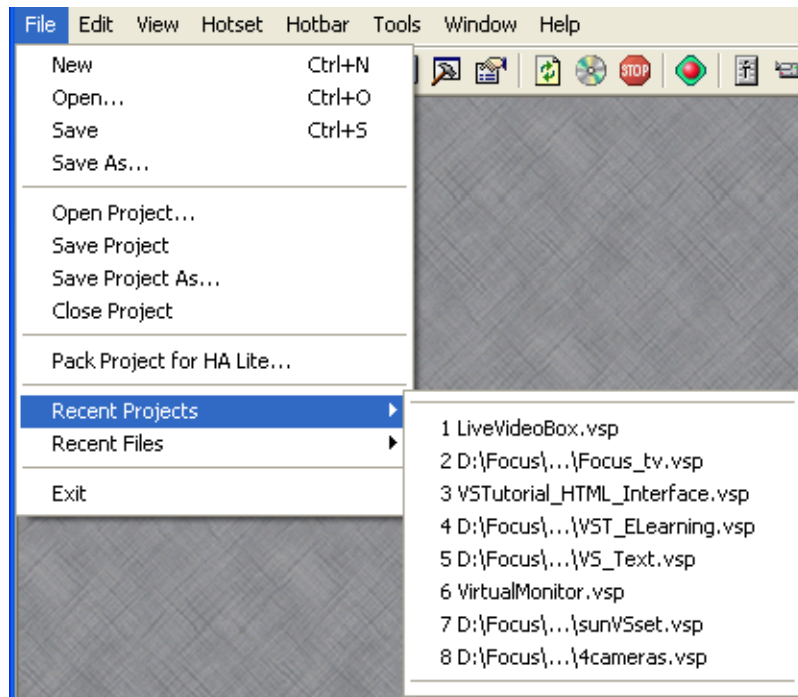 File Edit View Hotset Hotbar Tools Window Help
New Ctrl+N
Open... Ctrl+O
Save Ctrl+S
Save As...
STOP
Open Project...
Save Project
Save Project As...
Close Project
Pack Project for HA Lite...
Recent Projects
Recent Files
Exit
1 LiveVideoBox.vsp
2 D:\Focus\...\Focus_tv.vsp
3 VSTutorial_HTML_Interface.vsp
4 D:\Focus\...\VST_ELearning.vsp
5 D:\Focus\...\VS_Text.vsp
6 VirtualMonitor.vsp
7 D:\Focus\...\sunVSset.vsp
8 D:\Focus\...\4cameras.vsp